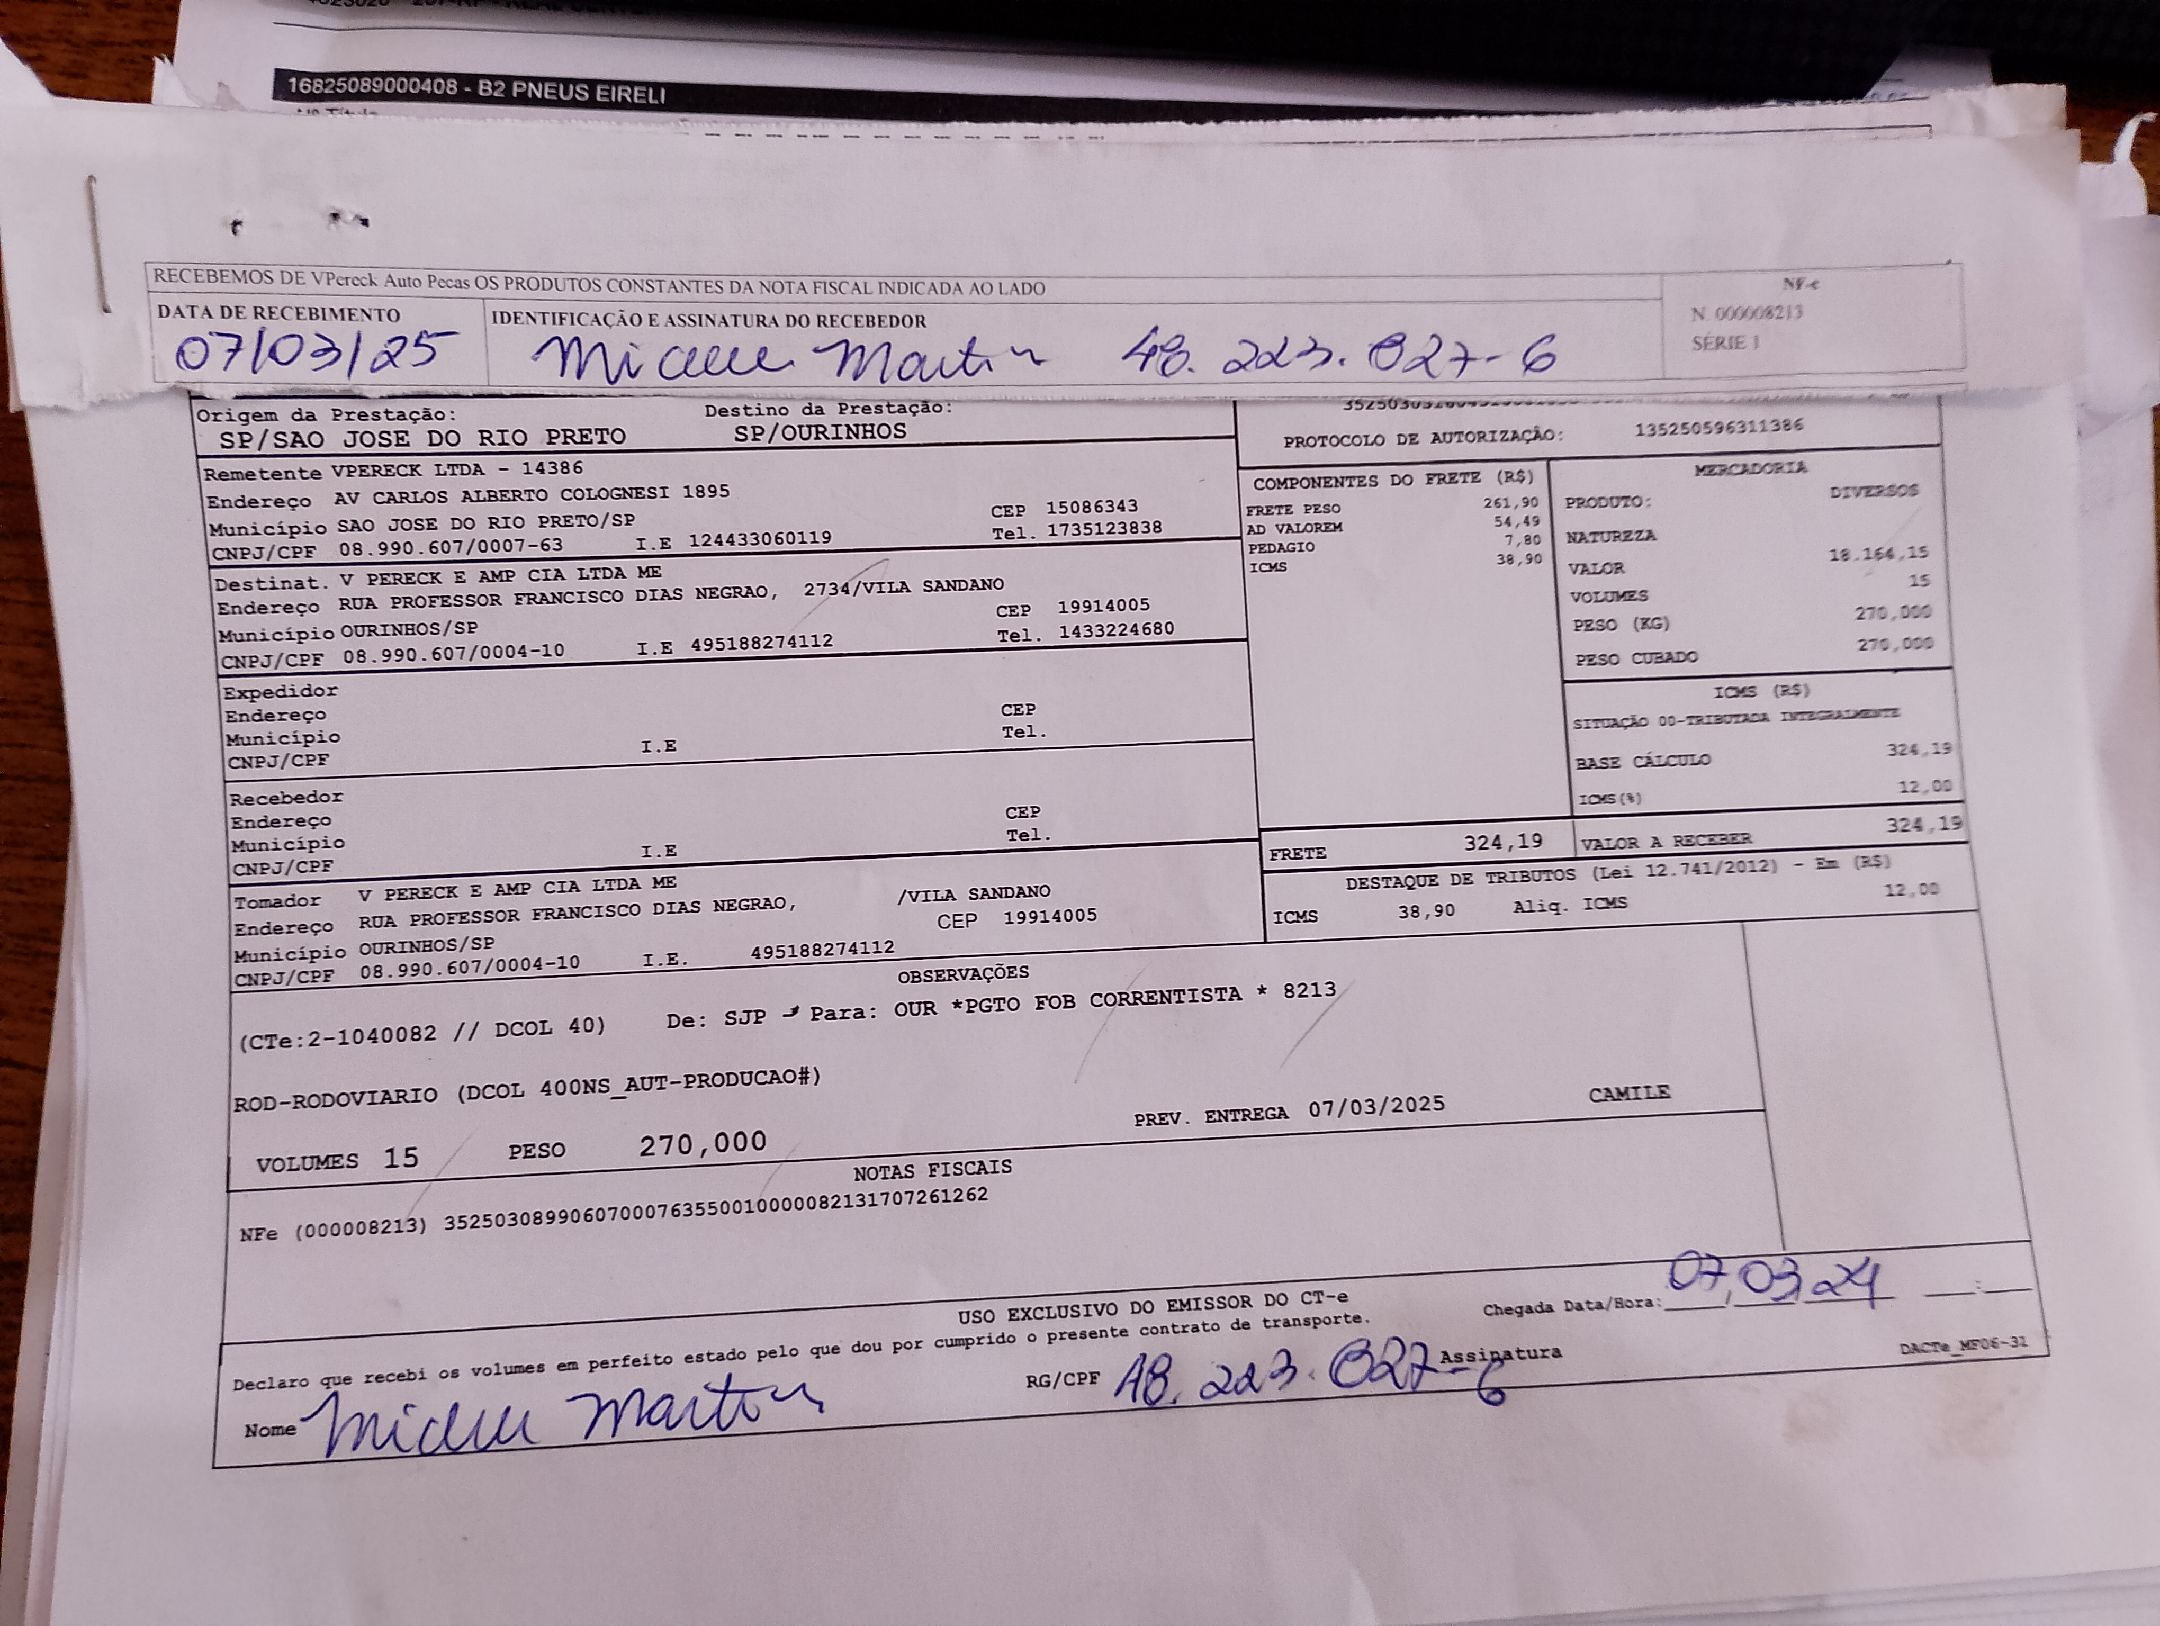 16825089000408 - B2 PNEUS EIRELI
RECEBEMOS DE VPereck Auto Pecas OS PRODUTOS CONSTANTES DA NOTA FISCAL INDICADA AO LADO
NF-e
N. 000008213
SÉRIE 1
DATA DE RECEBIMENTO
07/03/25
IDENTIFICAÇÃO E ASSINATURA DO RECEBEDOR
Martin 48.223.827-6
Origem da Prestação: Destino da Prestação:
SP/SAO JOSE DO RIO PRETO SP/OURINHOS
PROTOCOLO DE AUTORIZAÇÃO: 135250596311386
Remetente VPERECK LTDA - 14386
Endereço AV CARLOS ALBERTO COLOGNESI 1895
CEP 15086343
Município SAO JOSE DO RIO PRETO/SP
Tel. 1735123838
CNPJ/CPF 08.990.607/0007-63 I.E 124433060119
Destinat. V PERECK E AMP CIA LTDA ME
Endereço RUA PROFESSOR FRANCISCO DIAS NEGRAO, 2734/VILA SANDANO
CEP 19914005
Município OURINHOS/SP
Tel. 1433224680
CNPJ/CPF 08.990.607/0004-10 I.E 495188274112
Expedidor
Endereço CEP
Município Tel.
CNPJ/CPF I.E
Recebedor
Endereço CEP
Município Tel.
CNPJ/CPF I.E
Tomador V PERECK E AMP CIA LTDA ME
Endereço RUA PROFESSOR FRANCISCO DIAS NEGRAO, /VILA SANDANO
CEP 19914005
Município OURINHOS/SP
CNPJ/CPF 08.990.607/0004-10 I.E. 495188274112
COMPONENTES DO FRETE (R$)
FRETE PESO 261,90
AD VALOREM 54,49
PEDAGIO 7,80
ICMS 38,90
MERCADORIA
PRODUTO: DIVERSOS
NATUREZA
VALOR 18.164,15
VOLUMES 15
PESO (KG) 270,000
PESO CUBADO 270,000
ICMS (R$)
SITUAÇÃO 00-TRIBUTADA INTEGRALMENTE
BASE CÁLCULO 324,19
ICMS(%) 12,00
FRETE 324,19 VALOR A RECEBER 324,19
DESTAQUE DE TRIBUTOS (Lei 12.741/2012) - Em (R$)
ICMS 38,90 Aliq. ICMS 12,00
OBSERVAÇÕES
(CTe:2-1040082 // DCOL 40) De: SJP - Para: OUR *PGTO FOB CORRENTISTA * 8213
ROD-RODOVIARIO (DCOL 400NS_AUT-PRODUCAO#)
PREV. ENTREGA 07/03/2025 CAMILE
VOLUMES 15 PESO 270,000
NOTAS FISCAIS
NFe (000008213) 35250308990607000763550010000082131707261262
USO EXCLUSIVO DO EMISSOR DO CT-e
Chegada Data/Hora: 07/03/24 __:__
Declaro que recebi os volumes em perfeito estado pelo que dou por cumprido o presente contrato de transporte.
DACTe_MF06-32
Nome Martin RG/CPF 48.223.827-6 Assinatura